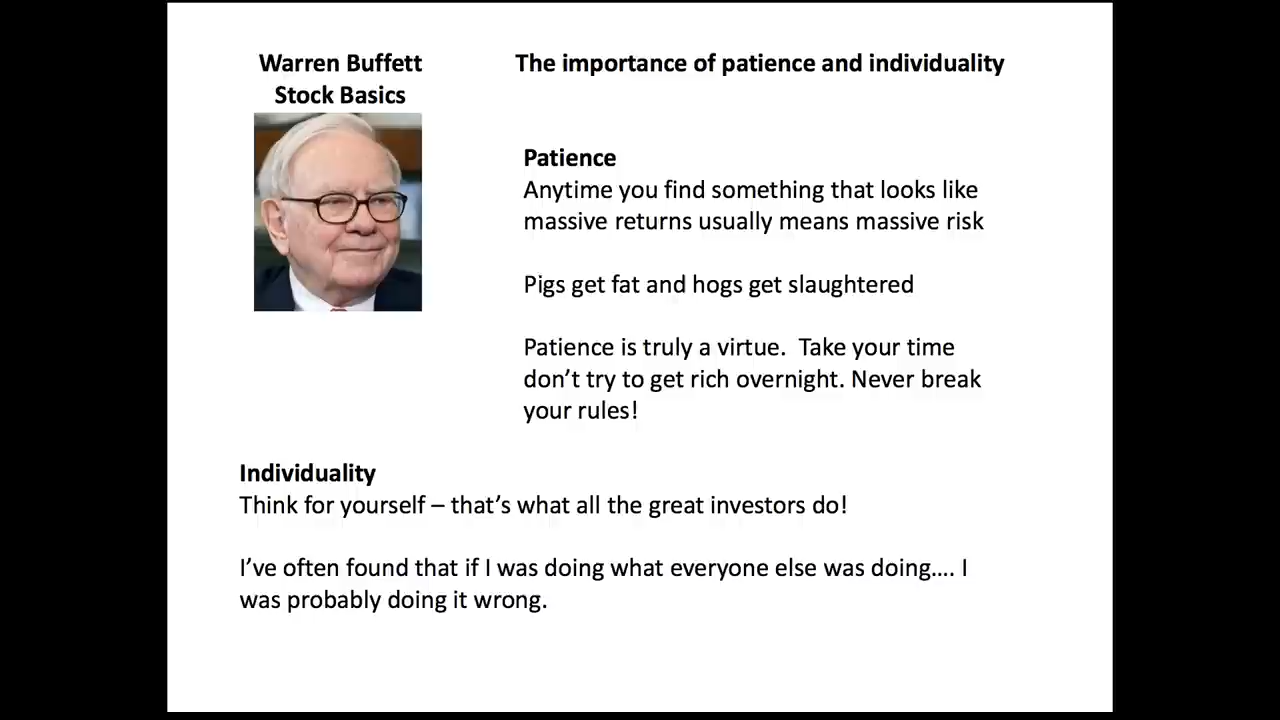 Warren Buffett
Stock Basics
The importance of patience and individuality
Patience
Anytime you find something that looks like
massive returns usually means massive risk
Pigs get fat and hogs get slaughtered
Patience is truly a virtue.  Take your time
don’t try to get rich overnight. Never break
your rules!
Individuality
Think for yourself – that’s what all the great investors do!
I’ve often found that if I was doing what everyone else was doing…. I
was probably doing it wrong.